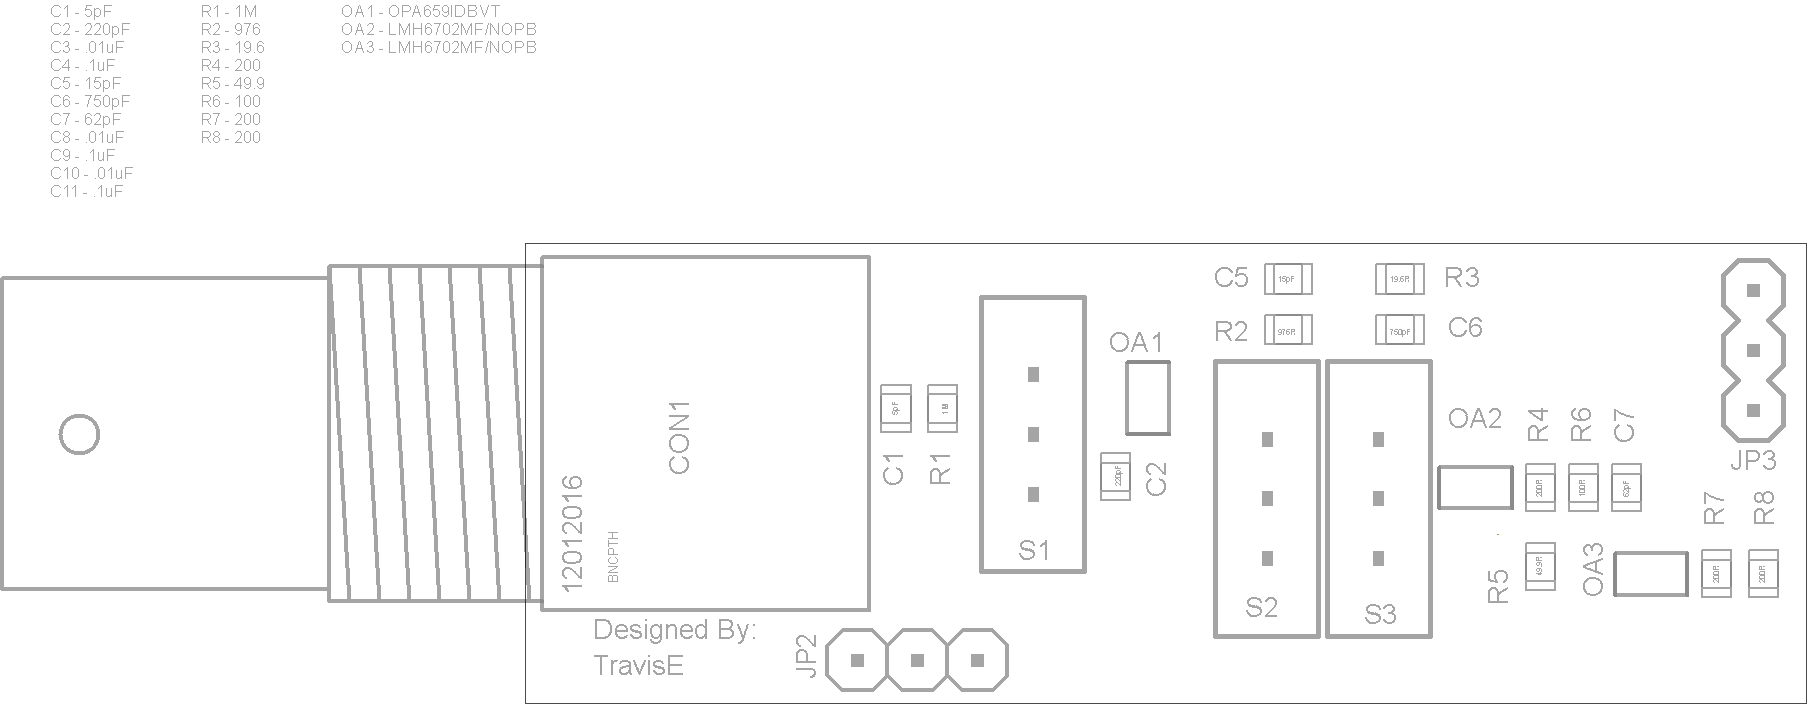 C1 - 5pF
C2 - 220pF
C3 - .01uF
C4 - .1uF
C5 - 15pF
C6 - 750pF
C7 - 62pF
C8 - .01uF
C9 - .1uF
C10 - .01uF
C11 - .1uF
R1 - 1M
R2 - 976
R3 - 19.6
R4 - 200
R5 - 49.9
R6 - 100
R7 - 200
R8 - 200
OA1 - OPA659IDBVT
OA2 - LMH6702MF/NOPB
OA3 - LMH6702MF/NOPB
CON1
12012016
BNCPTH
Designed By:
TravisE
JP2
5pF
C1
1M
R1
S1
OA1
220pF
C2
C5
15pF
R2
976R
19.6R
R3
750pF
C6
S2
S3
OA2
R4
200R
R6
100R
C7
62pF
R5
49.9R
OA3
R7
200R
R8
200R
JP3